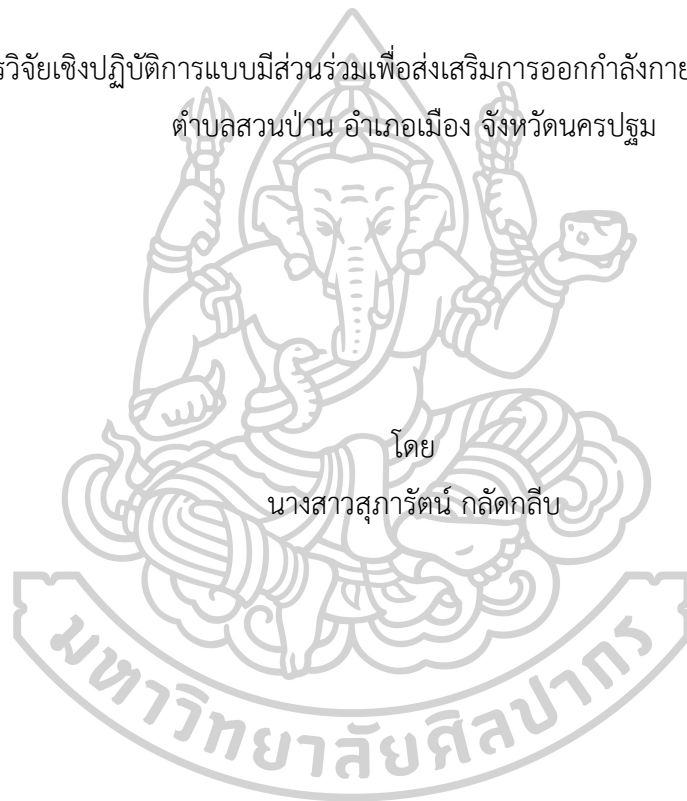 รวิจัยเชิงปฏิบัติการแบบมีส่วนร่วมเพื่อส่งเสริมการออกกำลังกาย
ตำบลสวนป่าน อำเภอเมือง จังหวัดนครปฐม
โดย
นางสาวสุภารัตน์ กลัดกลีบ
มหาวิทยาลัยศิลปากร